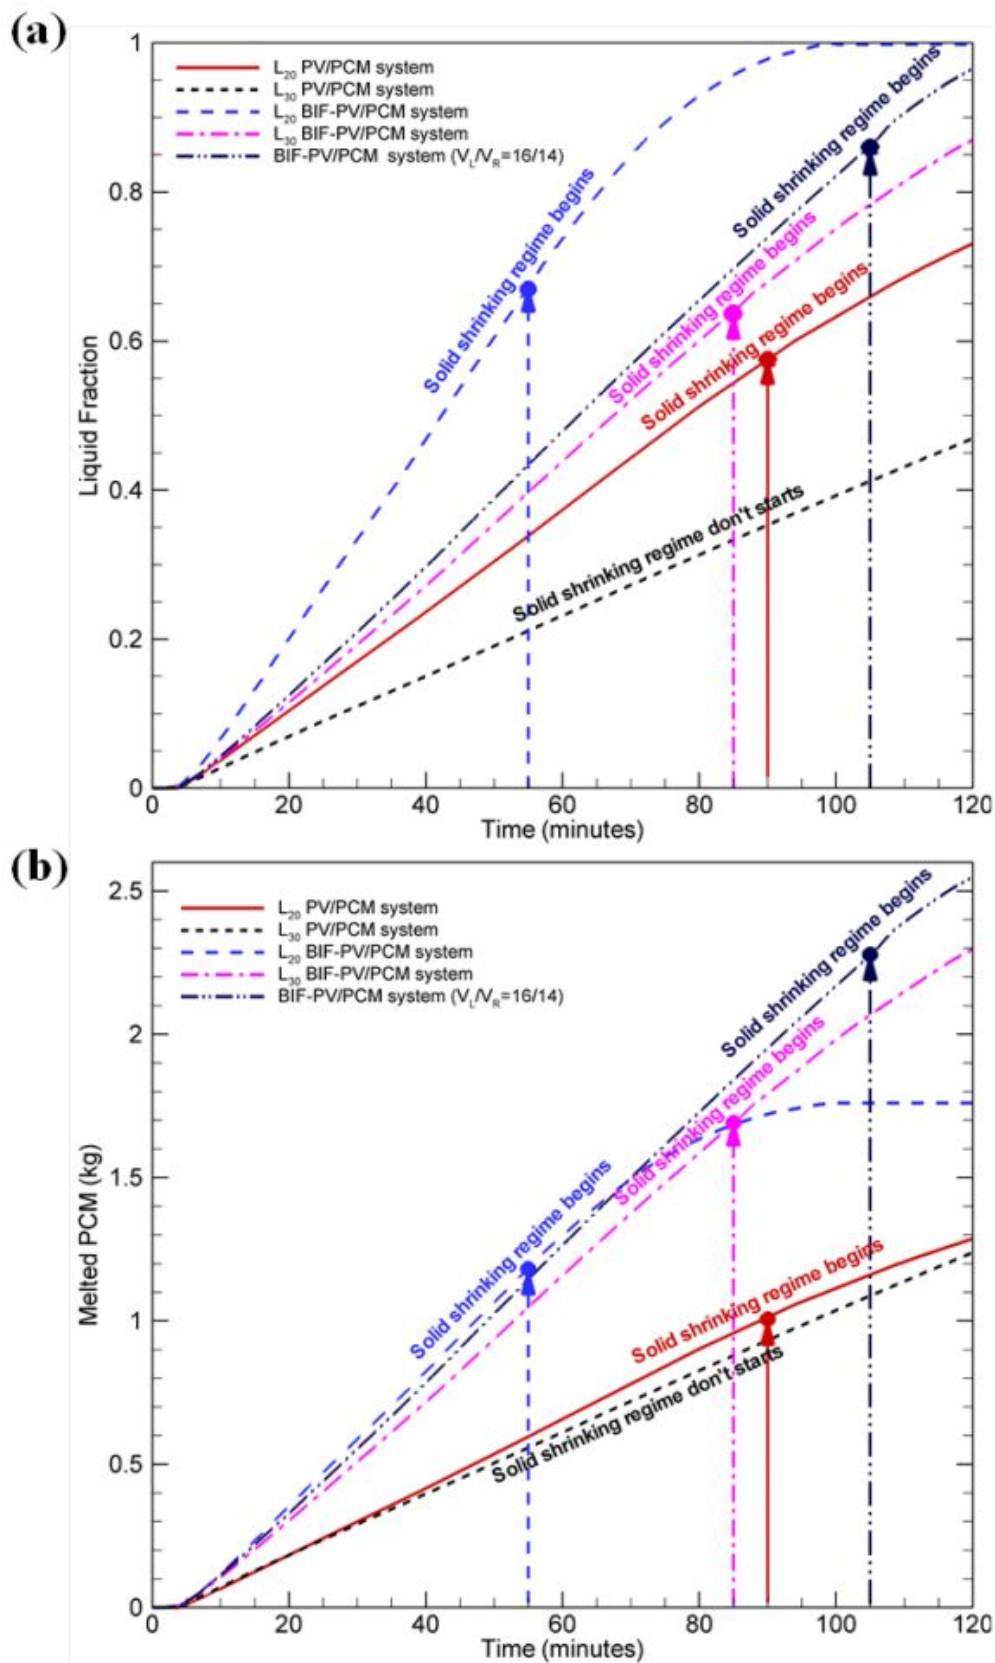 (a)
1
0.8
0.6
0.4
0.2
0
Liquid Fraction
L20 PV/PCM system
L30 PV/PCM system
L20 BIF-PV/PCM system
L30 BIF-PV/PCM system
BIF-PV/PCM system (VL/VR=16/14)
Solid shrinking regime begins
Solid shrinking regime begins
Solid shrinking regime begins
Solid shrinking regime begins
Solid shrinking regime don't starts
0 20 40 60 80 100 120
Time (minutes)
(b)
2.5
2
1.5
1
0.5
0
Melted PCM (kg)
L20 PV/PCM system
L30 PV/PCM system
L20 BIF-PV/PCM system
L30 BIF-PV/PCM system
BIF-PV/PCM system (VL/VR=16/14)
Solid shrinking regime begins
Solid shrinking regime begins
Solid shrinking regime begins
Solid shrinking regime begins
Solid shrinking regime don't starts
0 20 40 60 80 100 120
Time (minutes)